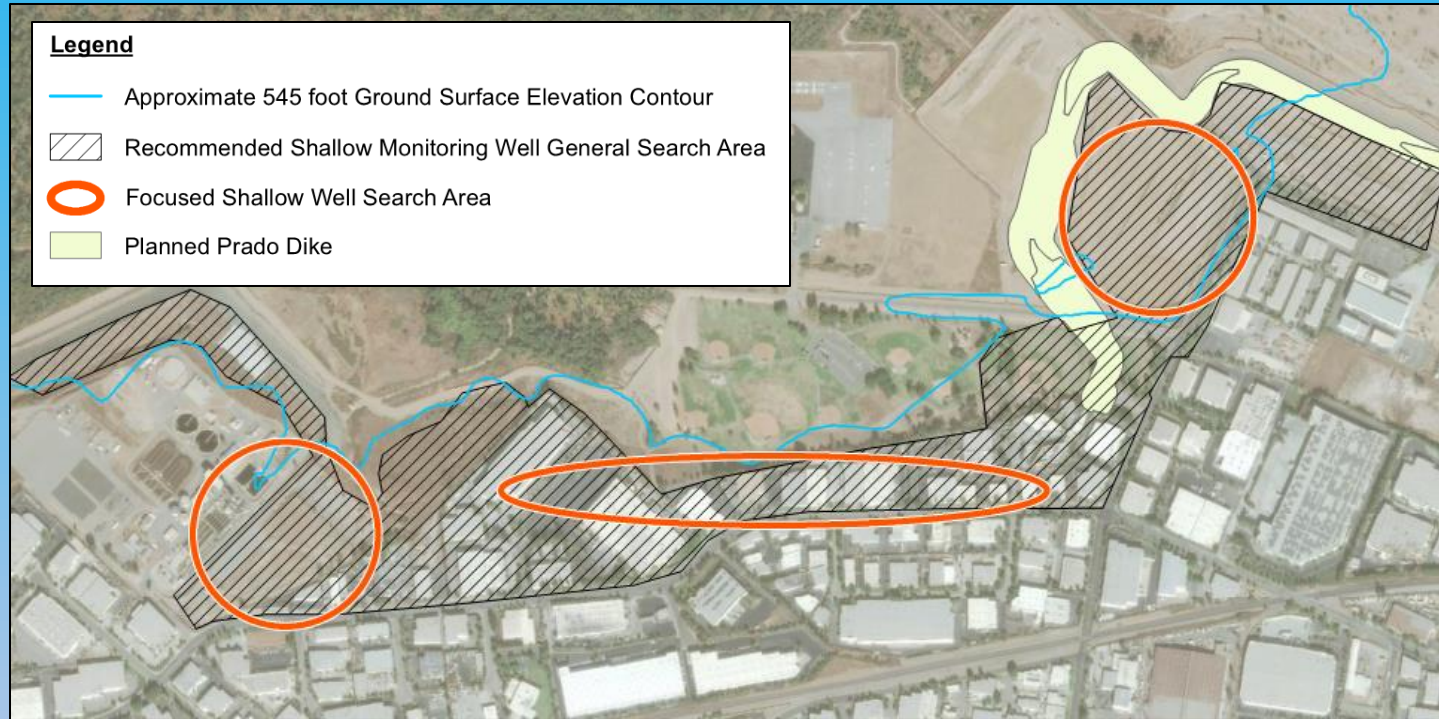 Legend
Approximate 545 foot Ground Surface Elevation Contour
Recommended Shallow Monitoring Well General Search Area
Focused Shallow Well Search Area
Planned Prado Dike